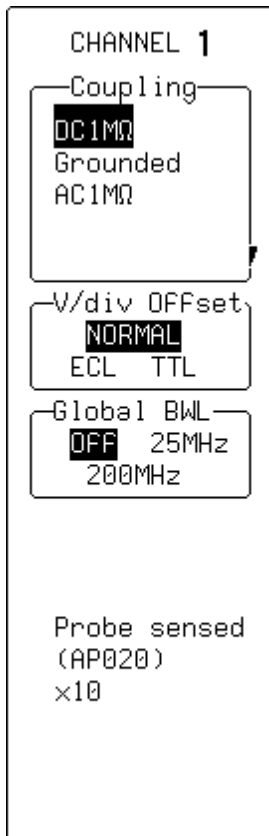 CHANNEL 1
Coupling
DC1MΩ
Grounded
AC1MΩ
V/div OFFset
NORMAL
ECL TTL
Global BWL
OFF 25MHz
200MHz
Probe sensed
(AP020)
×10